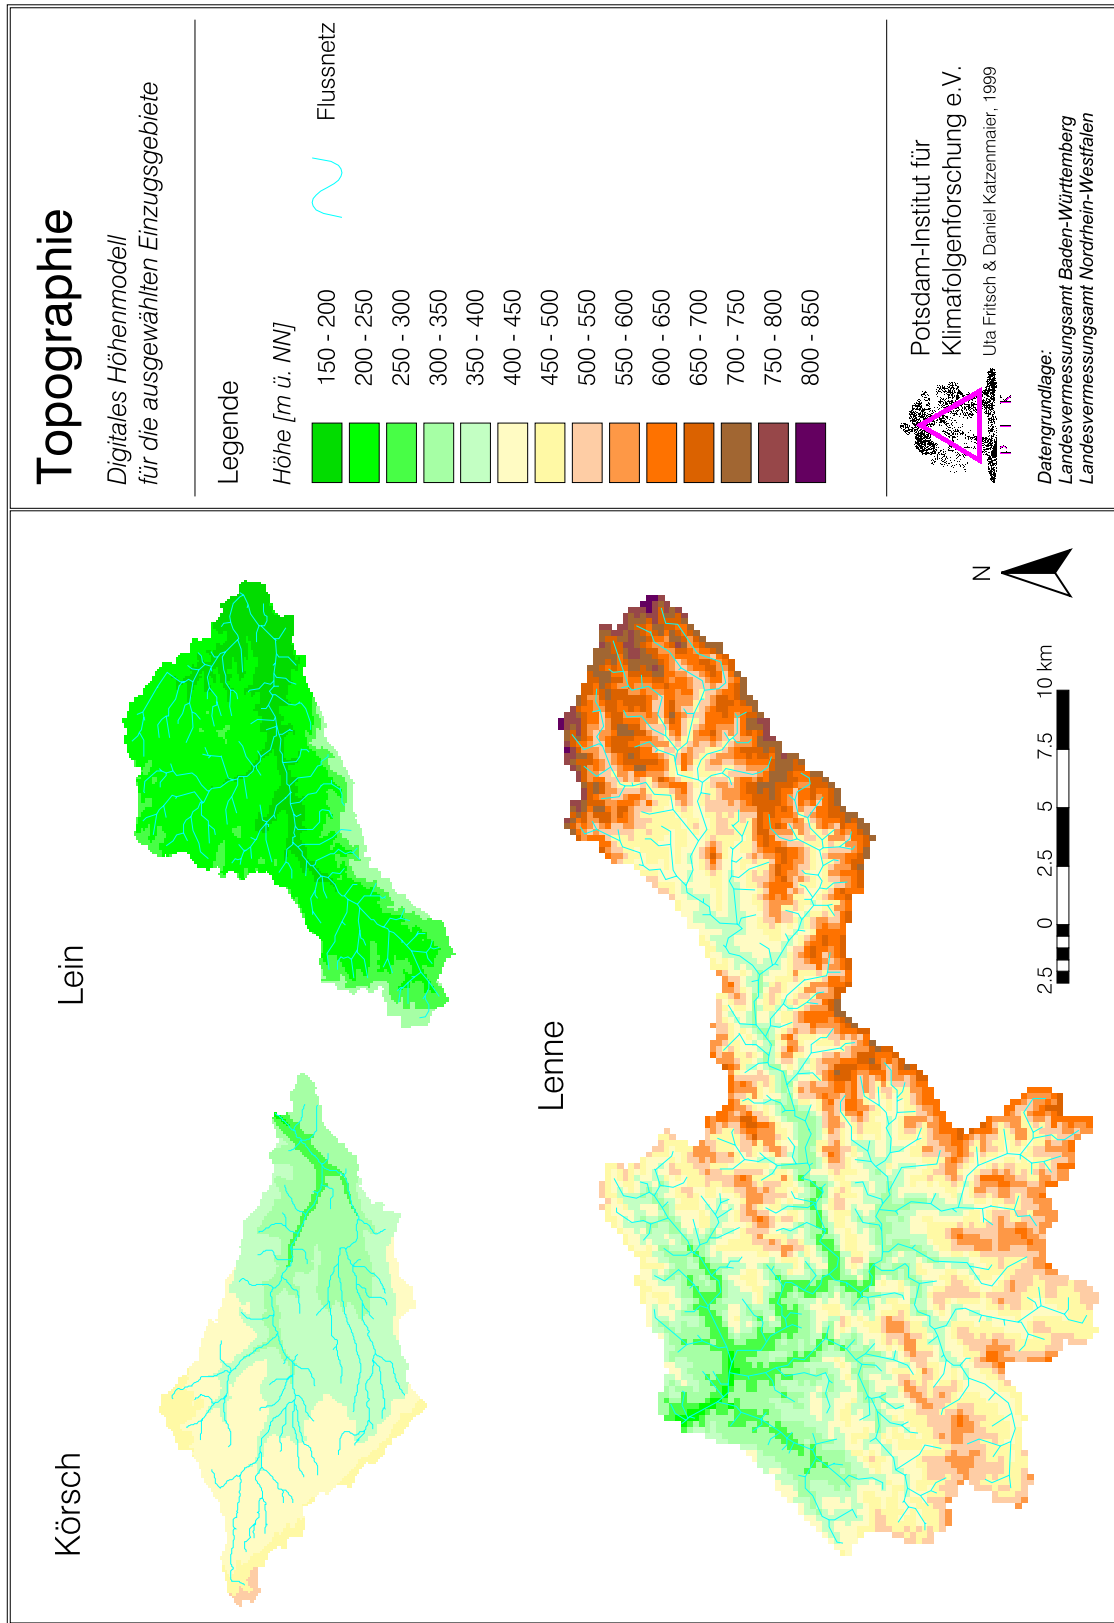 Topographie
Digitales Höhenmodell
für die ausgewählten Einzugsgebiete
Legende
Höhe [m ü. NN]
150 - 200
200 - 250
250 - 300
300 - 350
350 - 400
400 - 450
450 - 500
500 - 550
550 - 600
600 - 650
650 - 700
700 - 750
750 - 800
800 - 850
Flussnetz
P I K
Potsdam-Institut für
Klimafolgenforschung e.V.
Uta Fritsch & Daniel Katzenmaier, 1999
Datengrundlage:
Landesvermessungsamt Baden-Württemberg
Landesvermessungsamt Nordrhein-Westfalen
Körsch
Lein
Lenne
N
2.5 0 2.5 5 7.5 10 km